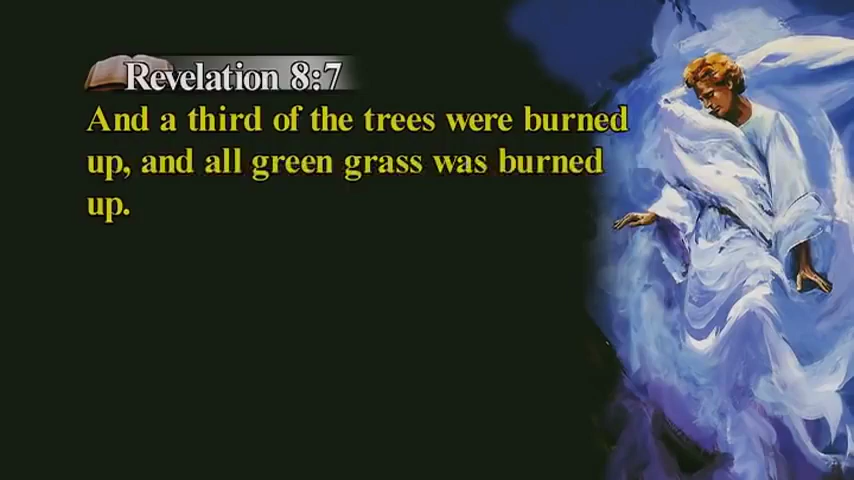 Revelation 8:7
And a third of the trees were burned
up, and all green grass was burned
up.